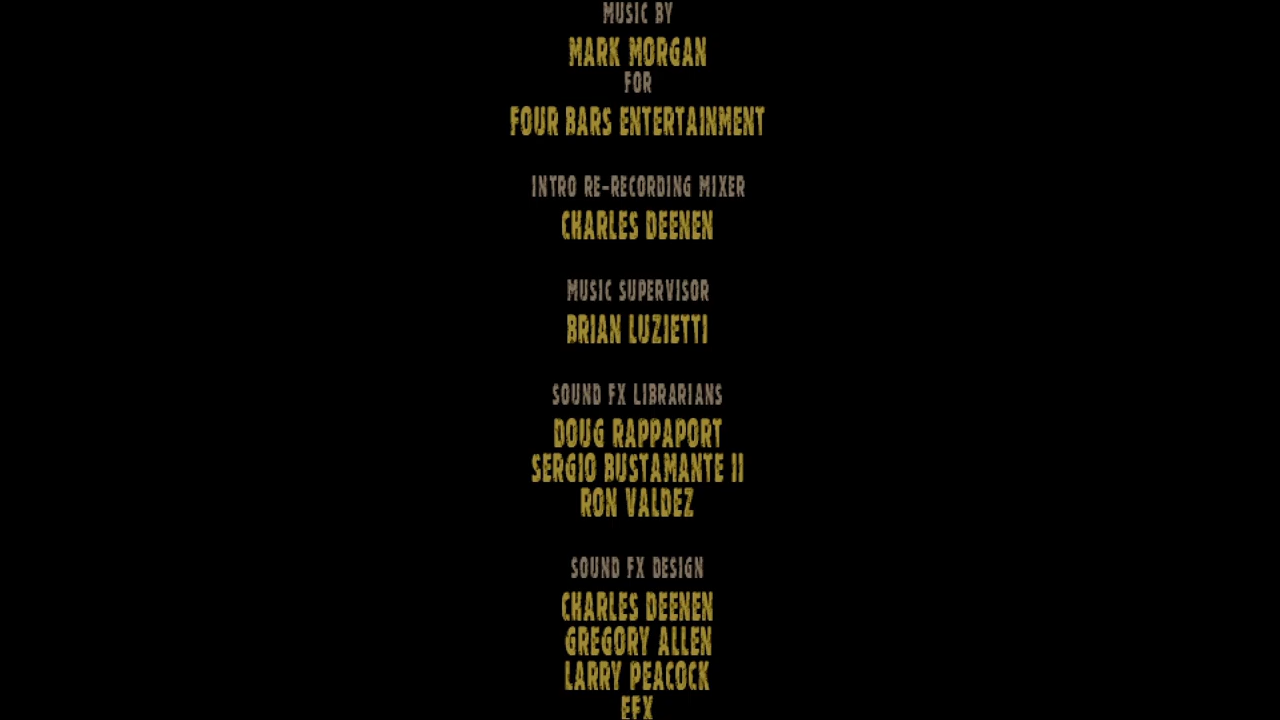 MUSIC BY
MARK MORGAN
FOR
FOUR BARS ENTERTAINMENT
INTRO RE-RECORDING MIXER
CHARLES DEENEN
MUSIC SUPERVISOR
BRIAN LUZIETTI
SOUND FX LIBRARIANS
DOUG RAPPAPORT
SERGIO BUSTAMANTE II
RON VALDEZ
SOUND FX DESIGN
CHARLES DEENEN
GREGORY ALLEN
LARRY PEACOCK
EFX